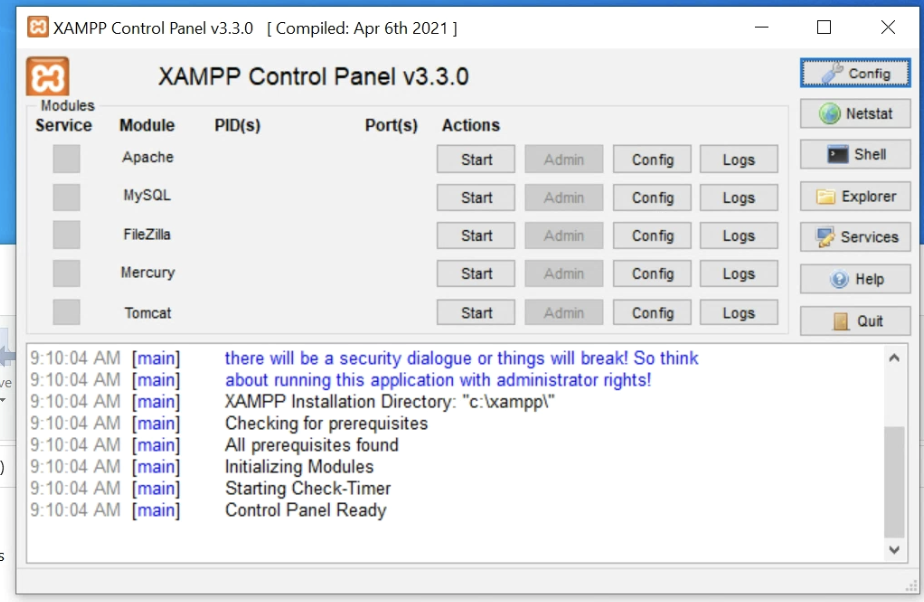 XAMPP Control Panel v3.3.0 [ Compiled: Apr 6th 2021 ]
XAMPP Control Panel v3.3.0
Config
Modules
Service Module PID(s) Port(s) Actions
Netstat
Apache Start Admin Config Logs
Shell
MySQL Start Admin Config Logs
Explorer
FileZilla Start Admin Config Logs
Services
Mercury Start Admin Config Logs
Help
Tomcat Start Admin Config Logs
Quit
9:10:04 AM [main] there will be a security dialogue or things will break! So think
9:10:04 AM [main] about running this application with administrator rights!
9:10:04 AM [main] XAMPP Installation Directory: "c:\xampp\"
9:10:04 AM [main] Checking for prerequisites
9:10:04 AM [main] All prerequisites found
9:10:04 AM [main] Initializing Modules
9:10:04 AM [main] Starting Check-Timer
9:10:04 AM [main] Control Panel Ready